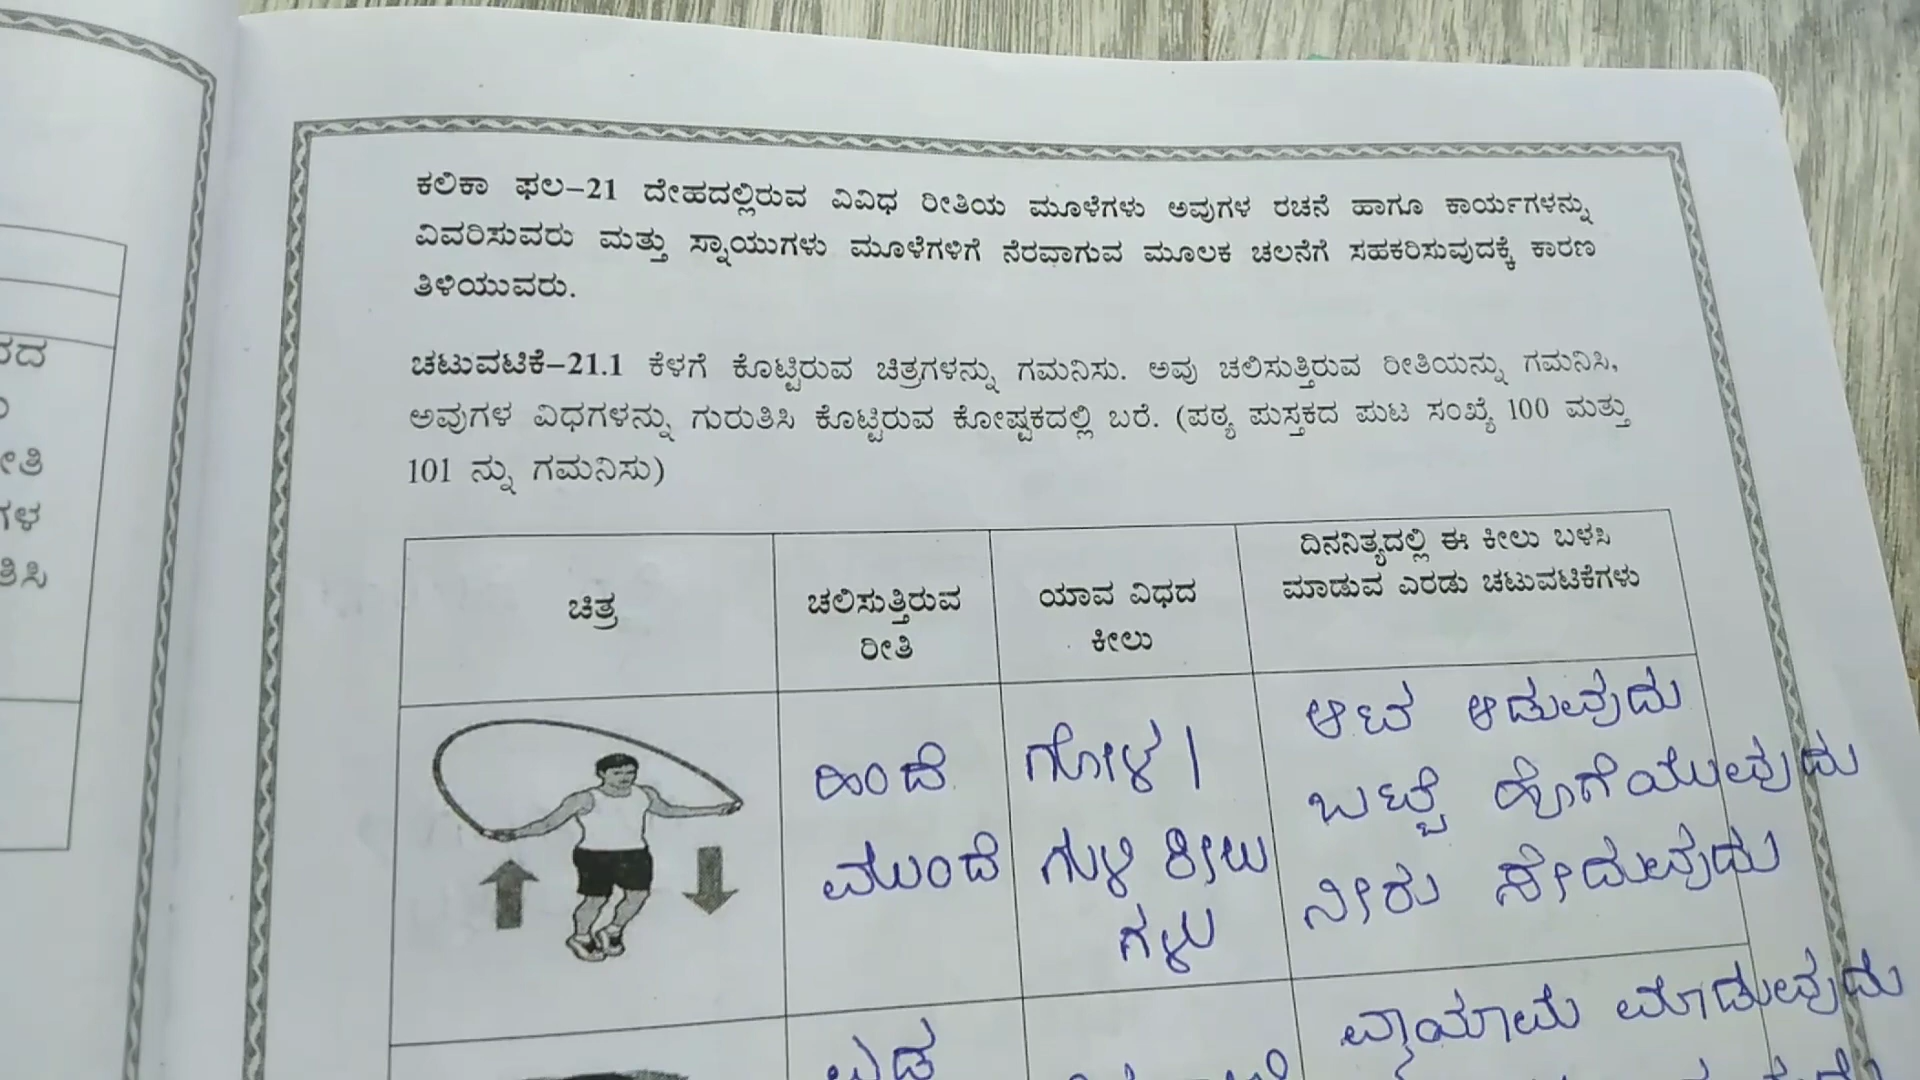 ಕಲಿಕಾ ಫಲ-21 ದೇಹದಲ್ಲಿರುವ ವಿವಿಧ ರೀತಿಯ ಮೂಳೆಗಳು ಅವುಗಳ ರಚನೆ ಹಾಗೂ ಕಾರ್ಯಗಳನ್ನು
ವಿವರಿಸುವರು ಮತ್ತು ಸ್ನಾಯುಗಳು ಮೂಳೆಗಳಿಗೆ ನೆರವಾಗುವ ಮೂಲಕ ಚಲನೆಗೆ ಸಹಕರಿಸುವುದಕ್ಕೆ ಕಾರಣ
ತಿಳಿಯುವರು.
ಚಟುವಟಿಕೆ-21.1 ಕೆಳಗೆ ಕೊಟ್ಟಿರುವ ಚಿತ್ರಗಳನ್ನು ಗಮನಿಸು. ಅವು ಚಲಿಸುತ್ತಿರುವ ರೀತಿಯನ್ನು ಗಮನಿಸಿ,
ಅವುಗಳ ವಿಧಗಳನ್ನು ಗುರುತಿಸಿ ಕೊಟ್ಟಿರುವ ಕೋಷ್ಟಕದಲ್ಲಿ ಬರೆ. (ಪಠ್ಯ ಪುಸ್ತಕದ ಪುಟ ಸಂಖ್ಯೆ 100 ಮತ್ತು
101 ನ್ನು ಗಮನಿಸು)
ಚಿತ್ರ
ಚಲಿಸುತ್ತಿರುವ
ರೀತಿ
ಯಾವ ವಿಧದ
ಕೀಲು
ದಿನನಿತ್ಯದಲ್ಲಿ ಈ ಕೀಲು ಬಳಸಿ
ಮಾಡುವ ಎರಡು ಚಟುವಟಿಕೆಗಳು
ಹಿಂದೆ
ಮುಂದೆ
ಗೋಳ |
ಗುಳಿ ಕೀಲು
ಗಳು
ಆಟ ಆಡುವುದು
ಬಟ್ಟೆ ಹೊಗೆಯುವುದು
ನೀರು ಸೇದುವುದು
ಎಡ
ವ್ಯಾಯಾಮ ಮಾಡುವುದು